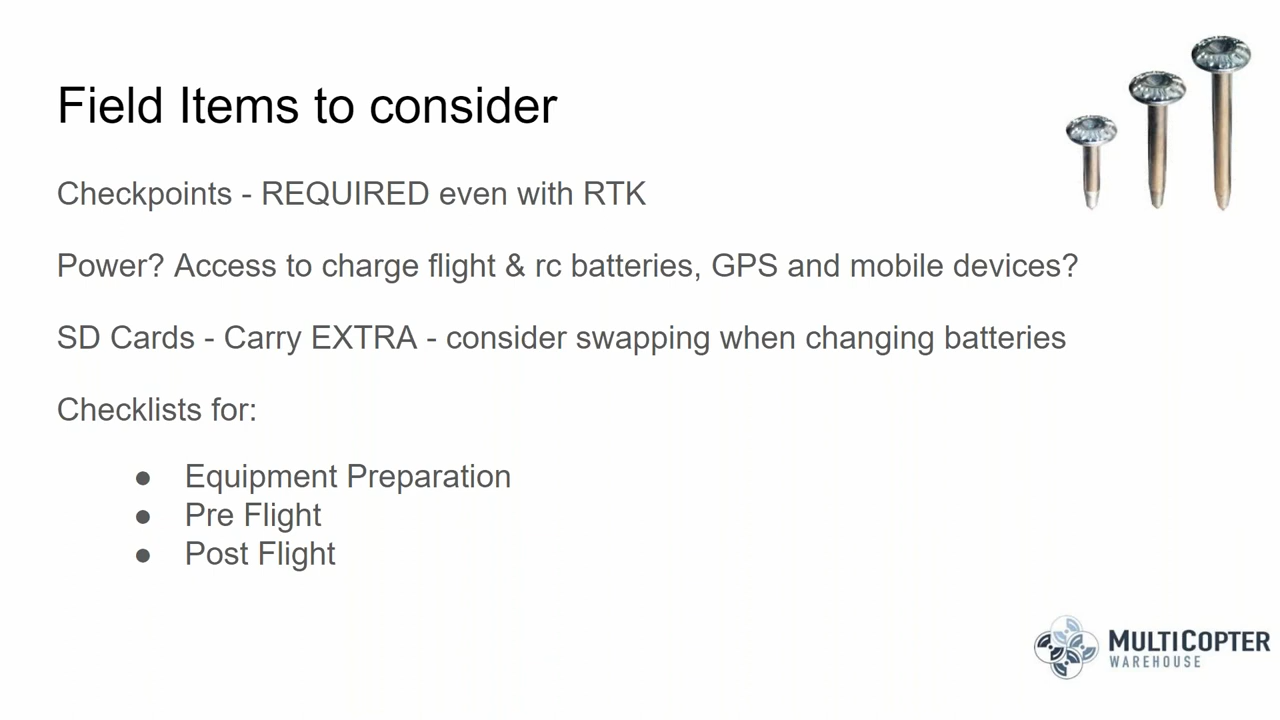 Field Items to consider
Checkpoints - REQUIRED even with RTK
Power? Access to charge flight & rc batteries, GPS and mobile devices?
SD Cards - Carry EXTRA - consider swapping when changing batteries
Checklists for:
● Equipment Preparation
● Pre Flight
● Post Flight
MULTICOPTER
WAREHOUSE